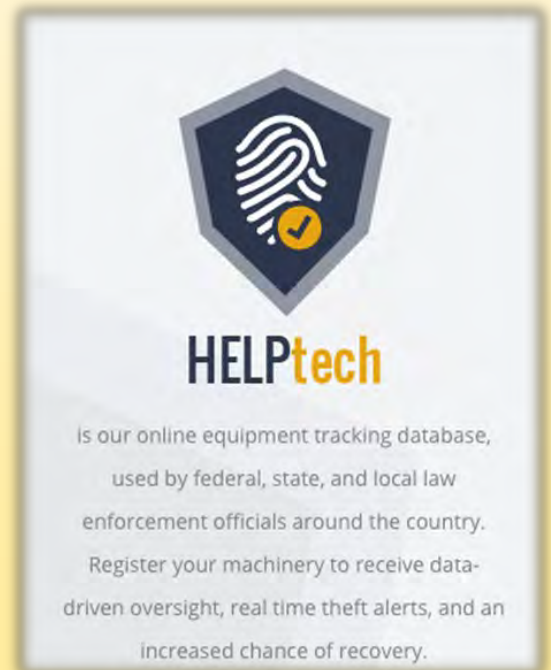 HELPtech
is our online equipment tracking database,
used by federal, state, and local law
enforcement officials around the country.
Register your machinery to receive data-
driven oversight, real time theft alerts, and an
increased chance of recovery.